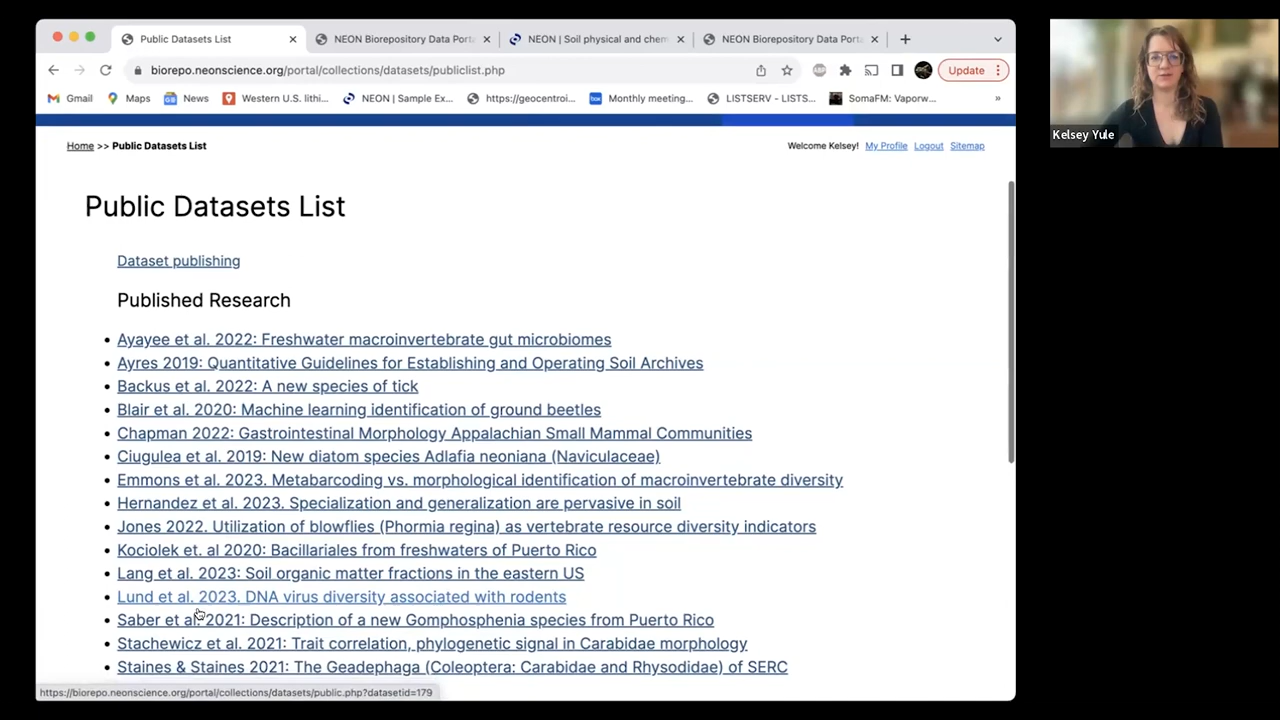 Public Datasets List
NEON Biorepository Data Porta
NEON | Soil physical and chem
NEON Biorepository Data Porta
biorepo.neonscience.org/portal/collections/datasets/publiclist.php
Update
Gmail
Maps
News
Western U.S. lithi...
NEON | Sample Ex...
https://geocentroi...
Monthly meeting...
LISTSERV - LISTS...
SomaFM: Vaporw...
»
Kelsey Yule
Home >> Public Datasets List
Welcome Kelsey! My Profile Logout Sitemap
Public Datasets List
Dataset publishing
Published Research
Ayayee et al. 2022: Freshwater macroinvertebrate gut microbiomes
Ayres 2019: Quantitative Guidelines for Establishing and Operating Soil Archives
Backus et al. 2022: A new species of tick
Blair et al. 2020: Machine learning identification of ground beetles
Chapman 2022: Gastrointestinal Morphology Appalachian Small Mammal Communities
Ciugulea et al. 2019: New diatom species Adlafia neoniana (Naviculaceae)
Emmons et al. 2023. Metabarcoding vs. morphological identification of macroinvertebrate diversity
Hernandez et al. 2023. Specialization and generalization are pervasive in soil
Jones 2022. Utilization of blowflies (Phormia regina) as vertebrate resource diversity indicators
Kociolek et. al 2020: Bacillariales from freshwaters of Puerto Rico
Lang et al. 2023: Soil organic matter fractions in the eastern US
Lund et al. 2023. DNA virus diversity associated with rodents
Saber et al. 2021: Description of a new Gomphosphenia species from Puerto Rico
Stachewicz et al. 2021: Trait correlation, phylogenetic signal in Carabidae morphology
Staines & Staines 2021: The Geadephaga (Coleoptera: Carabidae and Rhysodidae) of SERC
https://biorepo.neonscience.org/portal/collections/datasets/public.php?datasetid=179